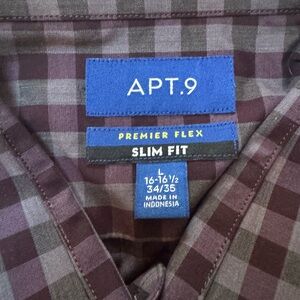 APT.9
PREMIER FLEX
SLIM FIT
L
16-16 1/2
34/35
MADE IN
INDONESIA